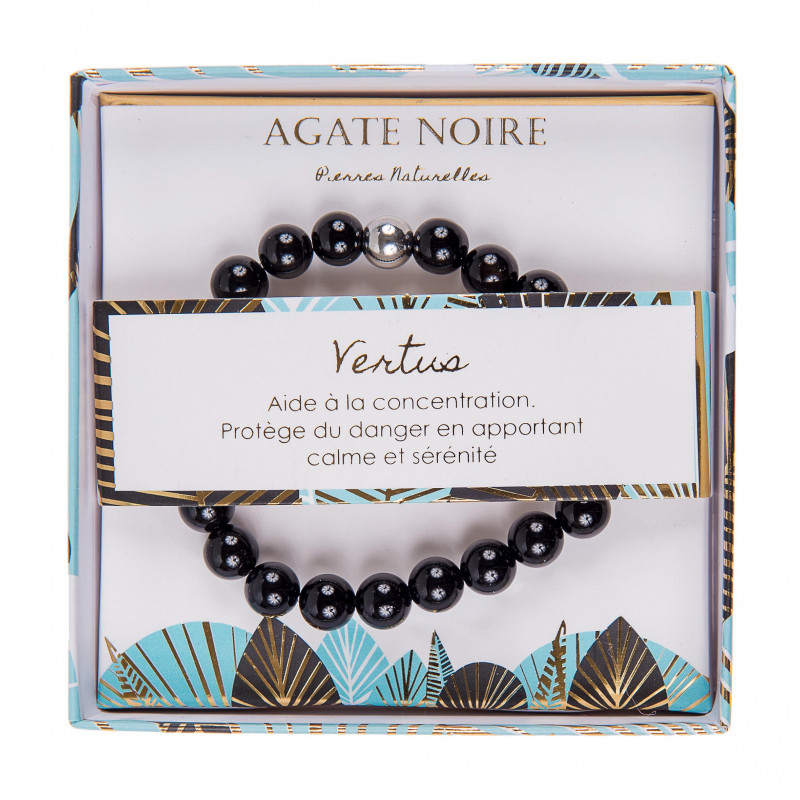 AGATE NOIRE
Pierres Naturelles
Vertus
Aide à la concentration.
Protège du danger en apportant
calme et sérénité